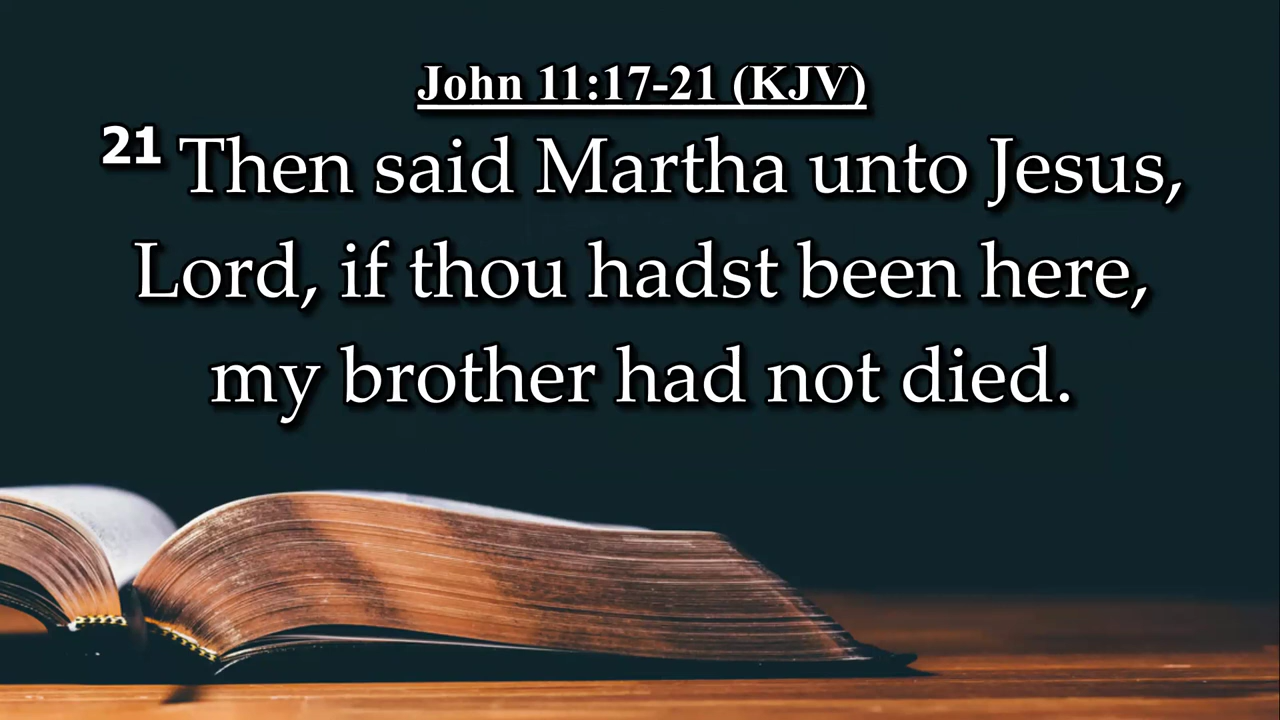 John 11:17-21 (KJV)
21 Then said Martha unto Jesus,
Lord, if thou hadst been here,
my brother had not died.